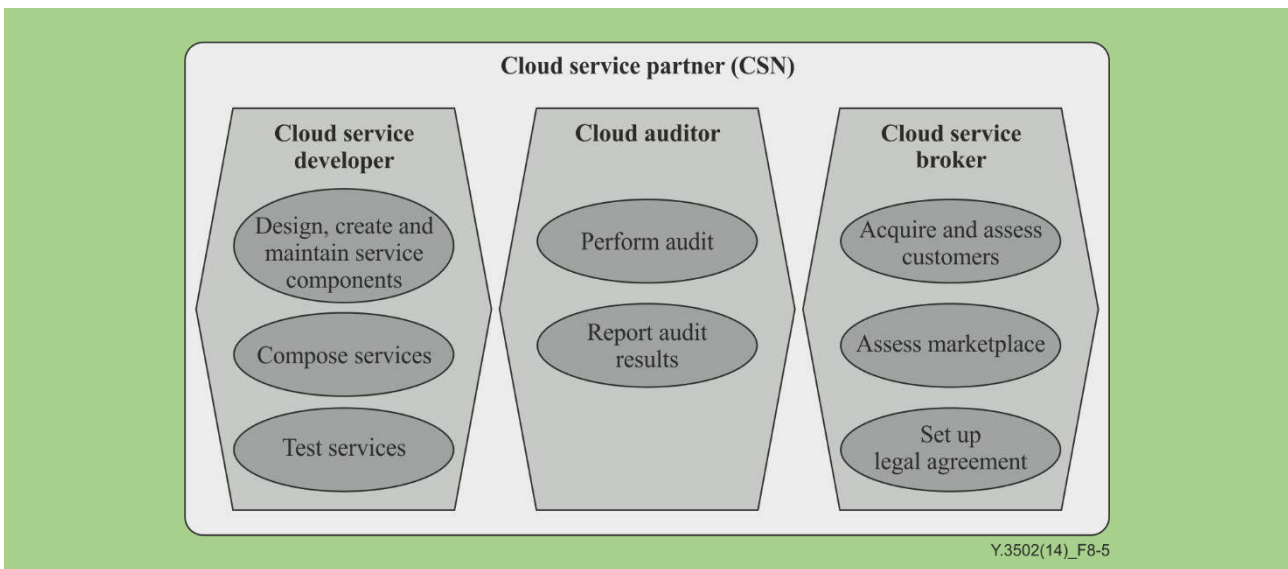 Cloud service partner (CSN)
Cloud service
developer
Design, create and
maintain service
components
Compose services
Test services
Cloud auditor
Perform audit
Report audit
results
Cloud service
broker
Acquire and assess
customers
Assess marketplace
Set up
legal agreement
Y.3502(14)_F8-5